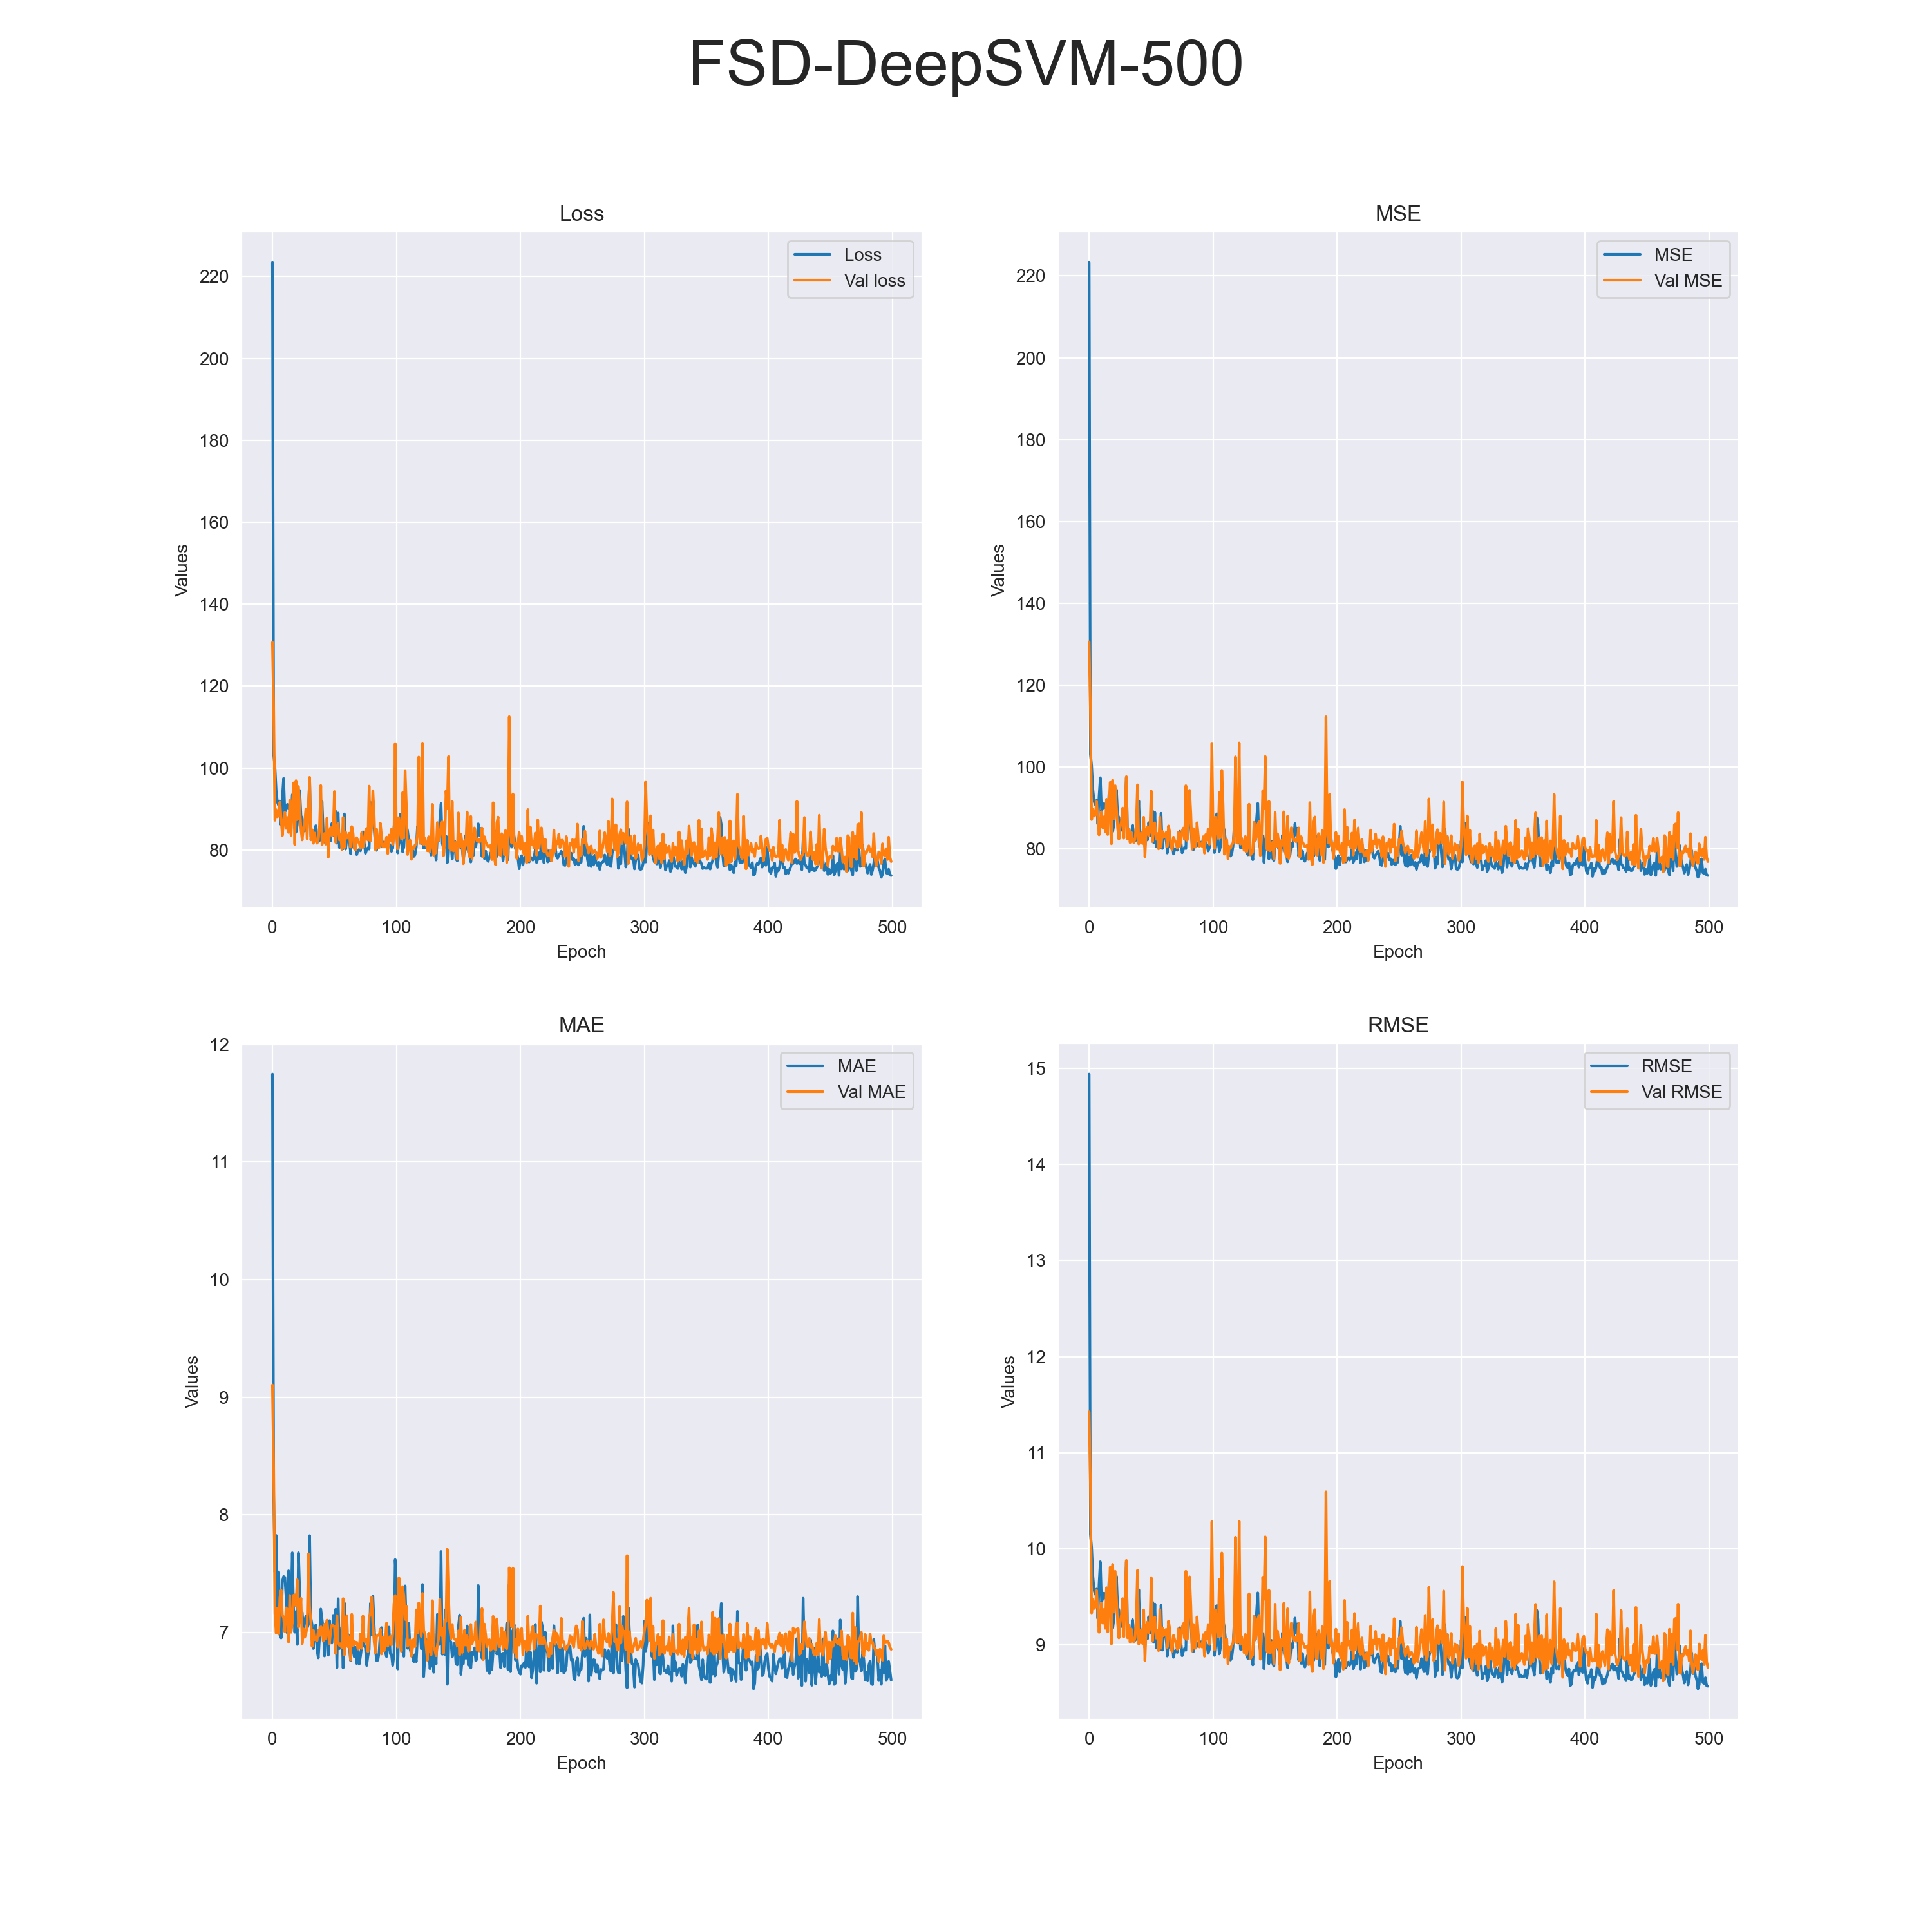 FSD-DeepSVM-500
Loss
220
200
180
160
140
120
100
80
Values
0 100 200 300 400 500
Epoch
Loss
Val loss
MSE
220
200
180
160
140
120
100
80
Values
0 100 200 300 400 500
Epoch
MSE
Val MSE
MAE
12
11
10
9
8
7
Values
0 100 200 300 400 500
Epoch
MAE
Val MAE
RMSE
15
14
13
12
11
10
9
Values
0 100 200 300 400 500
Epoch
RMSE
Val RMSE